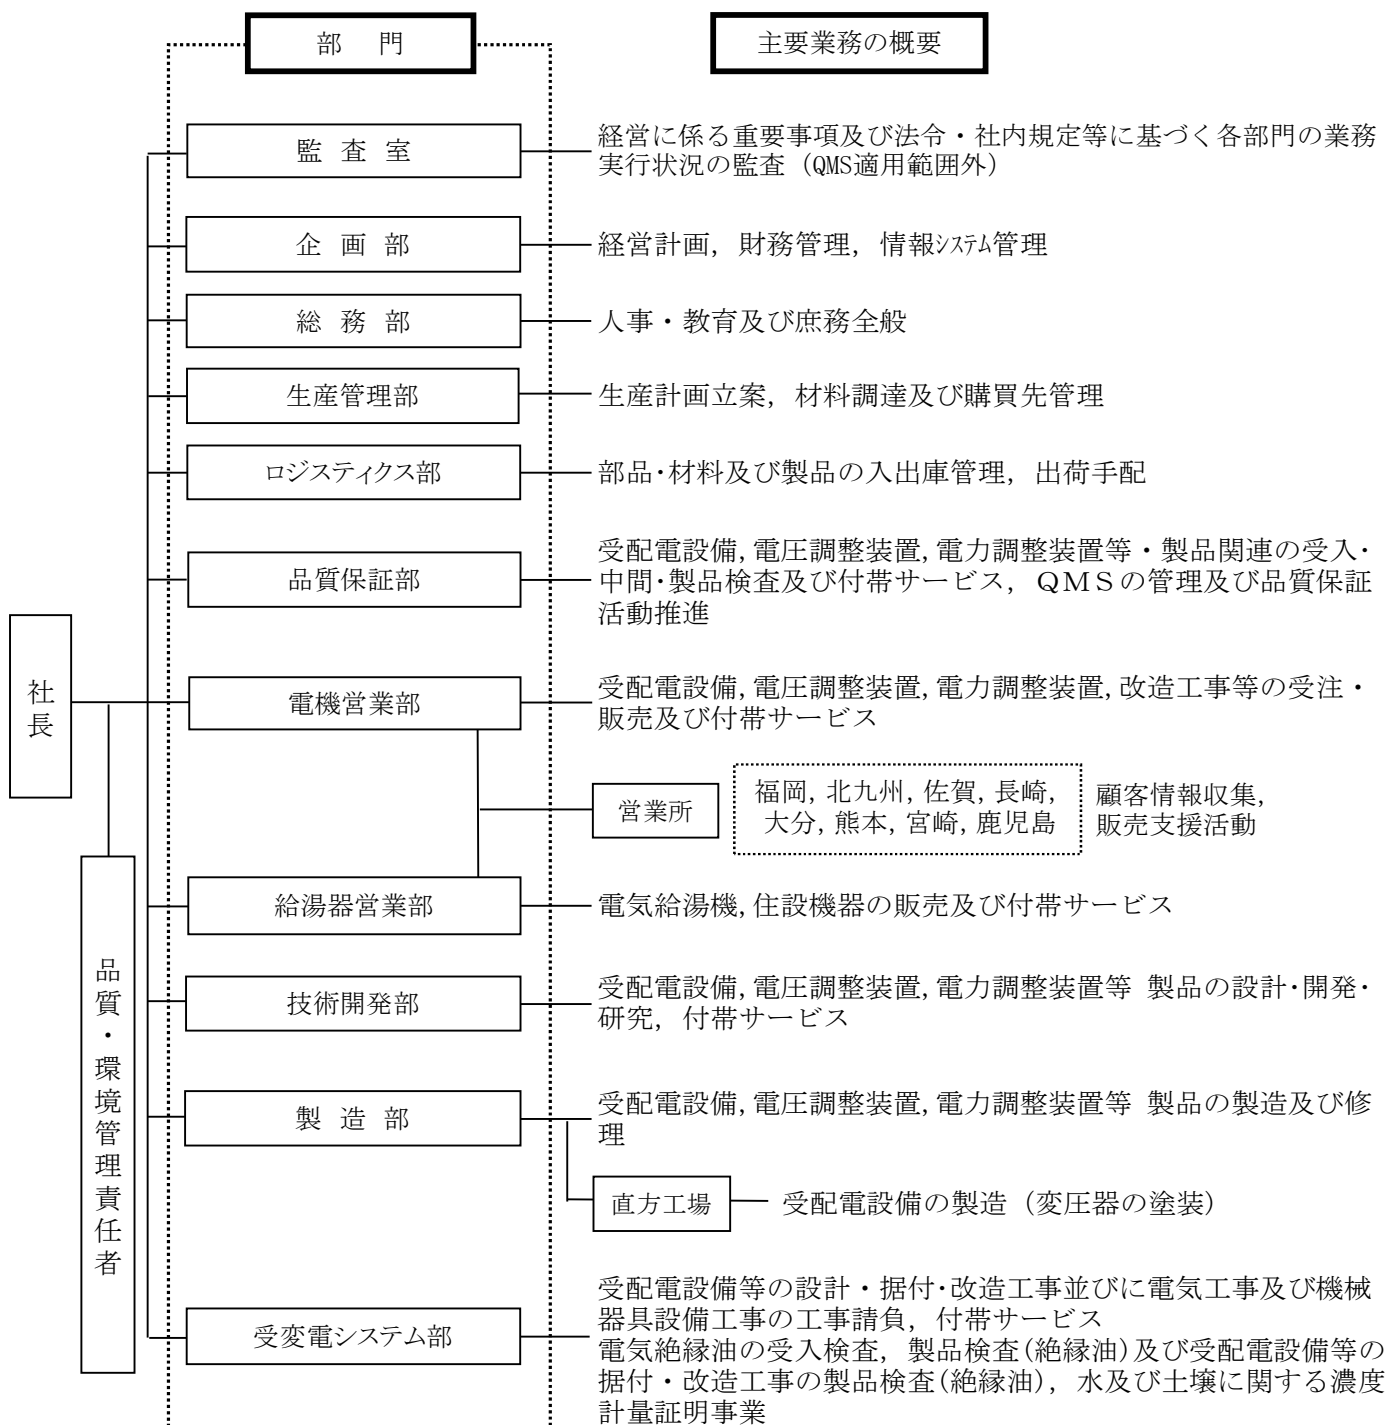 部　門
主要業務の概要
監 査 室
経営に係る重要事項及び法令・社内規定等に基づく各部門の業務
実行状況の監査（QMS適用範囲外）
企 画 部
経営計画，財務管理，情報ｼｽﾃﾑ管理
総 務 部
人事・教育及び庶務全般
生産管理部
生産計画立案，材料調達及び購買先管理
ロジスティクス部
部品･材料及び製品の入出庫管理，出荷手配
品質保証部
受配電設備,電圧調整装置,電力調整装置等・製品関連の受入･
中間･製品検査及び付帯サービス，ＱＭＳの管理及び品質保証
活動推進
社長
電機営業部
受配電設備,電圧調整装置,電力調整装置,改造工事等の受注・
販売及び付帯サービス
営業所
福岡,北九州,佐賀,長崎,
大分,熊本,宮崎,鹿児島
顧客情報収集,
販売支援活動
品質・環境管理責任者
給湯器営業部
電気給湯機,住設機器の販売及び付帯サービス
技術開発部
受配電設備,電圧調整装置,電力調整装置等 製品の設計･開発･
研究，付帯サービス
製 造 部
受配電設備,電圧調整装置,電力調整装置等 製品の製造及び修
理
直方工場
受配電設備の製造（変圧器の塗装）
受変電システム部
受配電設備等の設計・据付･改造工事並びに電気工事及び機械
器具設備工事の工事請負，付帯サービス
電気絶縁油の受入検査，製品検査(絶縁油)及び受配電設備等の
据付・改造工事の製品検査(絶縁油)，水及び土壌に関する濃度
計量証明事業